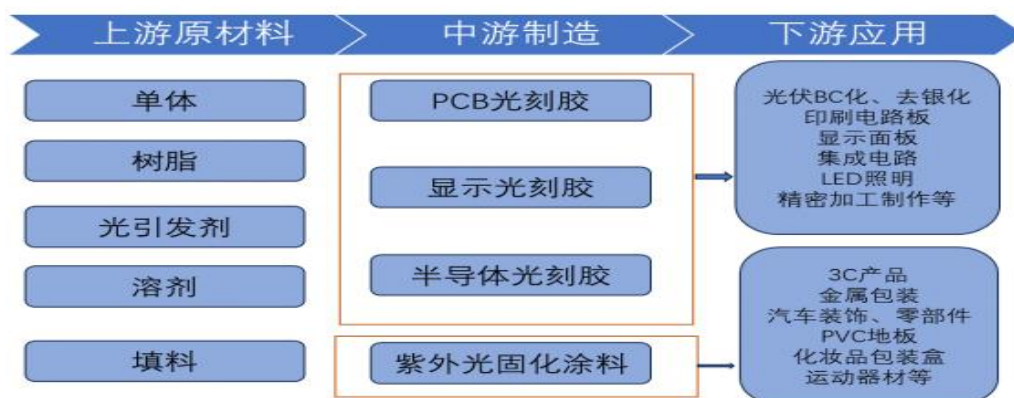 上游原材料
中游制造
下游应用
单体
树脂
光引发剂
溶剂
填料
PCB光刻胶
显示光刻胶
半导体光刻胶
紫外光固化涂料
光伏BC化、去银化
印刷电路板
显示面板
集成电路
LED照明
精密加工制作等
3C产品
金属包装
汽车装饰、零部件
PVC地板
化妆品包装盒
运动器材等